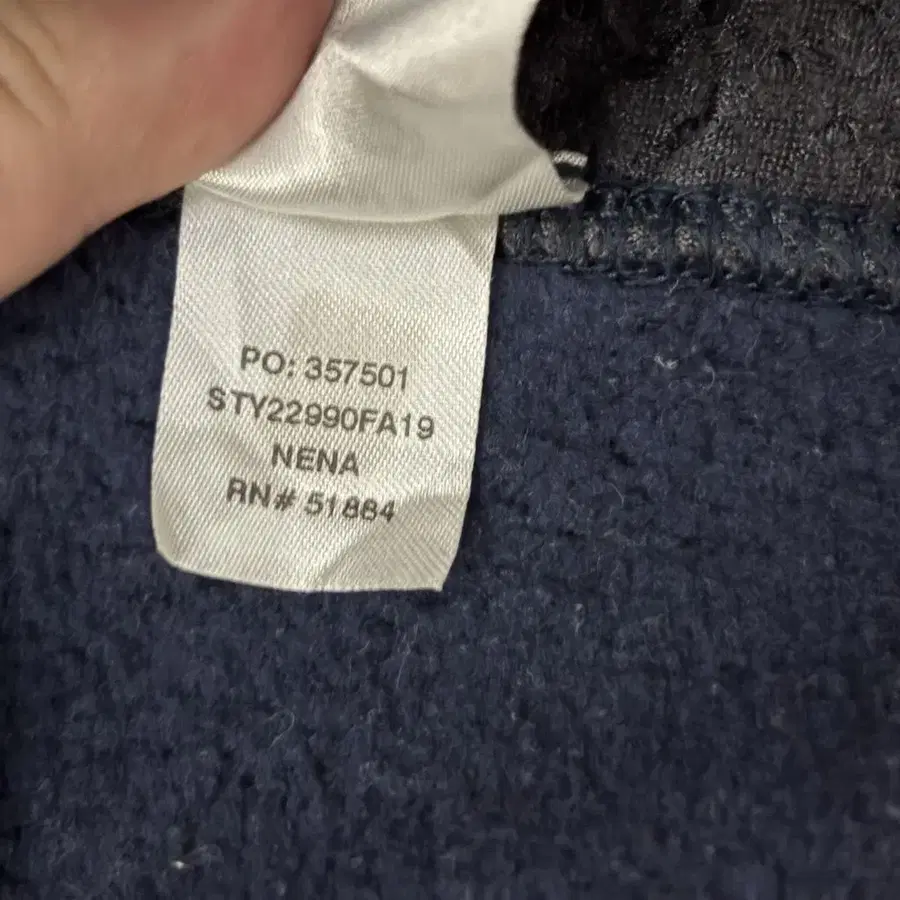 PO: 357501
STY22990FA19
NENA
RN# 51884